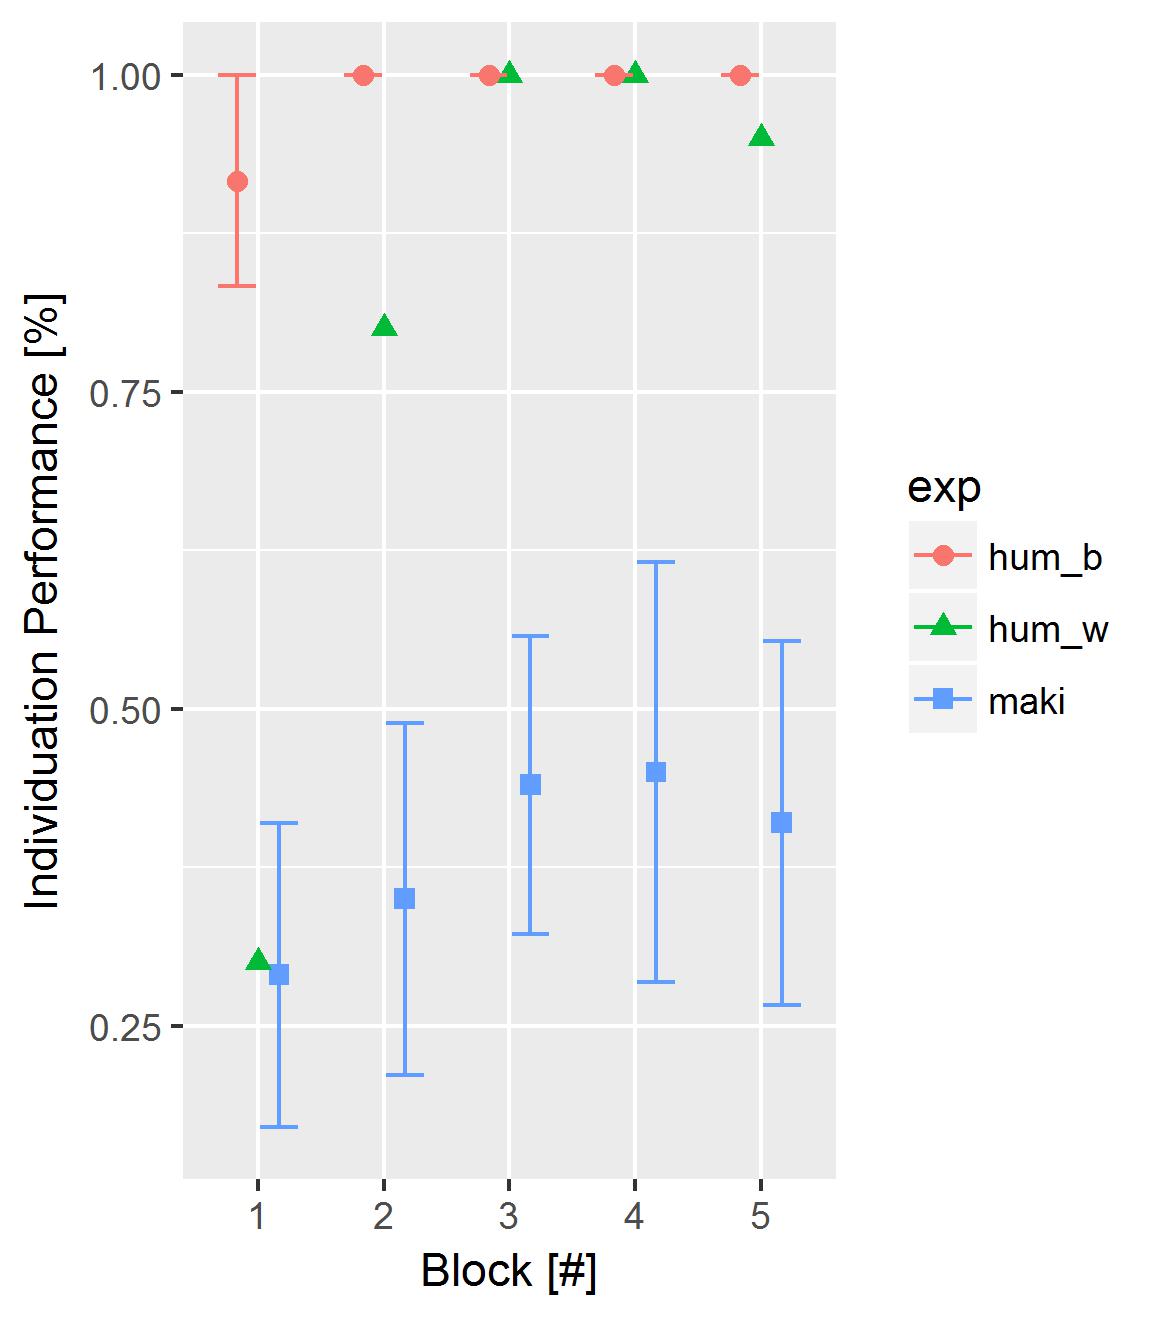 Individuation Performance [%]
1.00
0.75
0.50
0.25
1 2 3 4 5
Block [#]
exp
hum_b
hum_w
maki